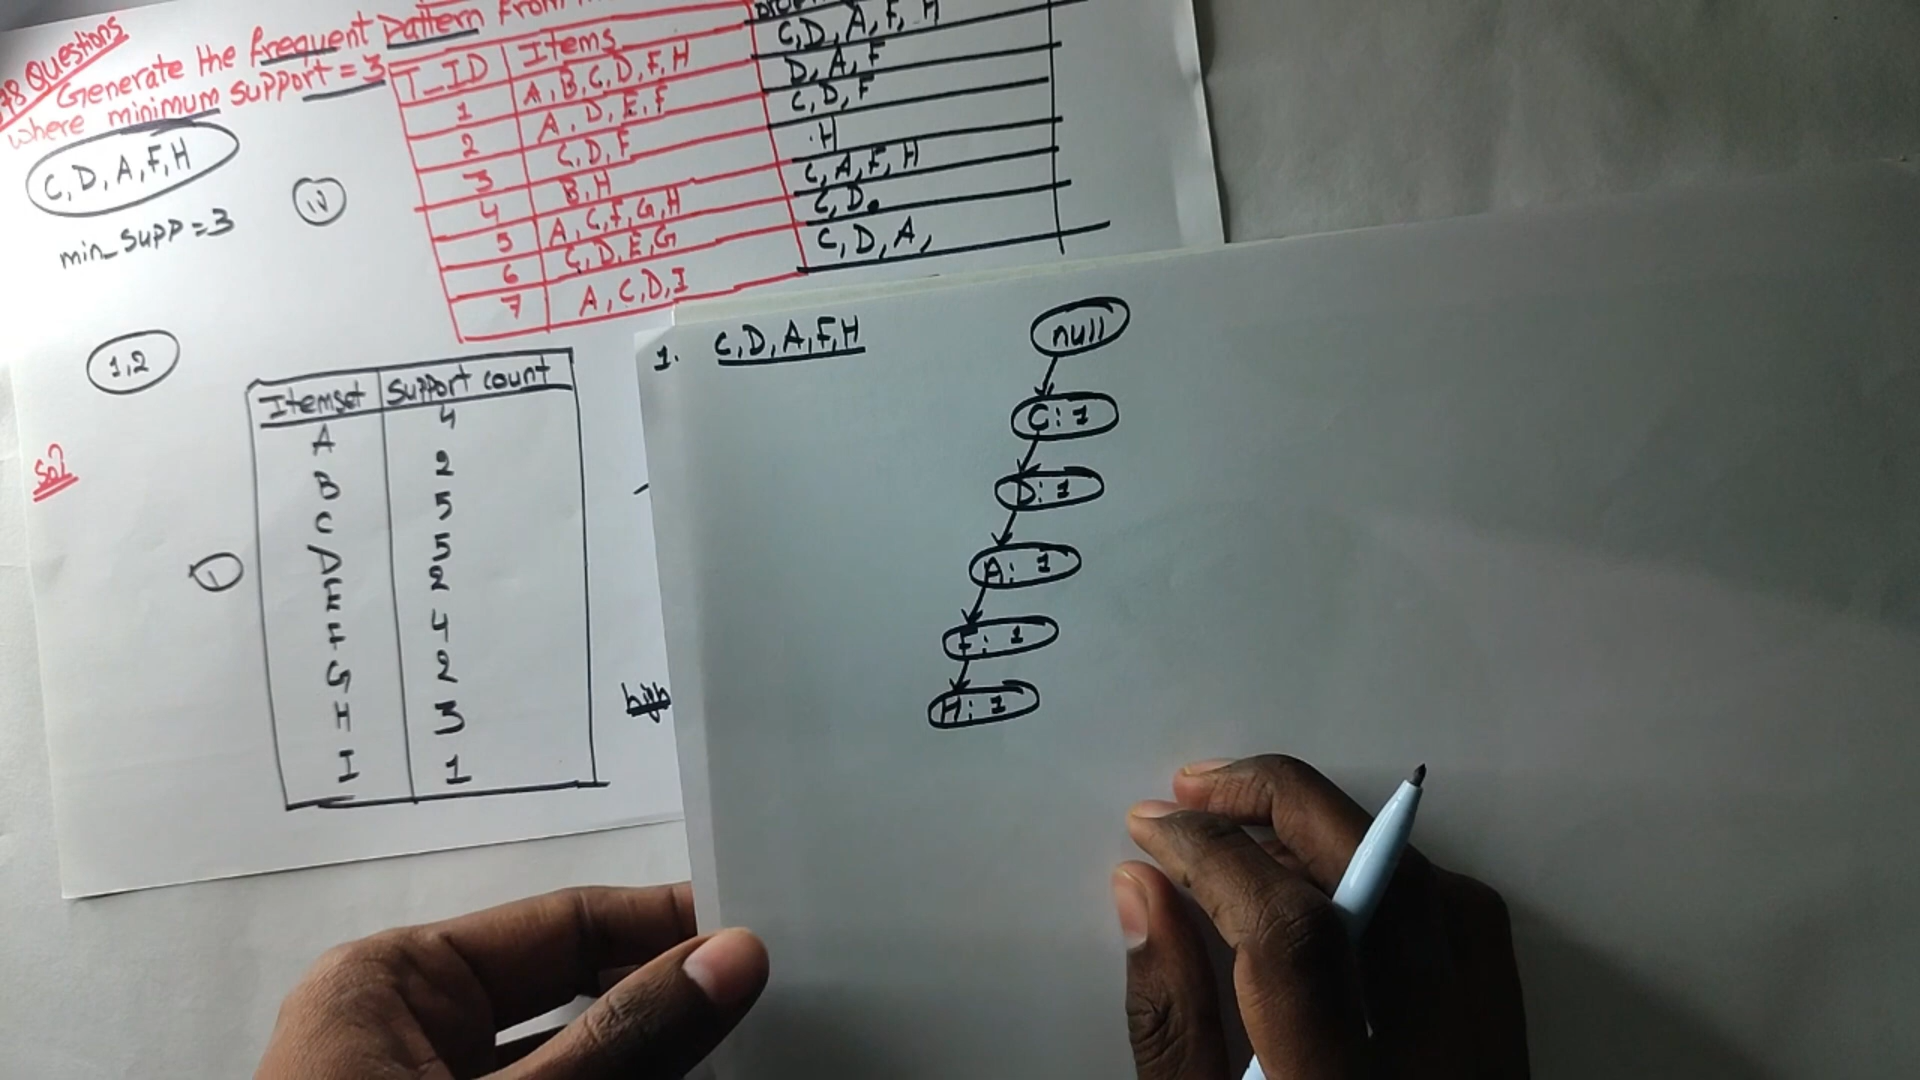 Questions
Generate the frequent Pattern From
where minimum support = 3
C, D, A, F, H
min_supp = 3
T_ID Items
1 A, B, C, D, F, H C, D, A, F, H
2 A, D, E, F D, A, F
3 C, D, F C, D, F
4 B, H H
5 A, C, F, G, H C, A, F, H
6 C, D, E, G C, D
7 A, C, D, I C, D, A,
1,2
Sol
Itemset Support count
A 4
B 2
C 5
D 5
E 2
F 4
G 2
H 3
I 1
1. C, D, A, F, H
null
C: 1
D: 1
A: 1
F: 1
H: 1